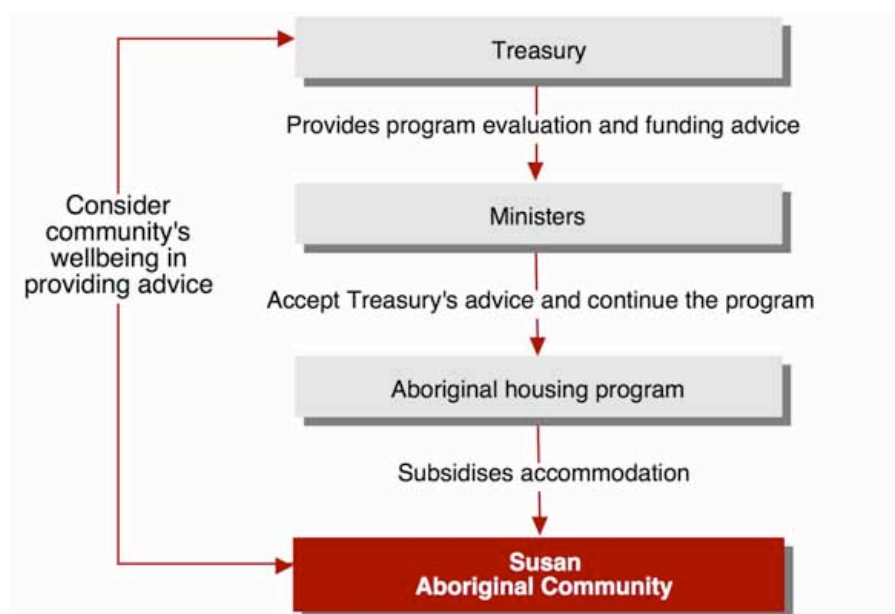 Treasury
Provides program evaluation and funding advice
Ministers
Consider
community's
wellbeing in
providing advice
Accept Treasury's advice and continue the program
Aboriginal housing program
Subsidises accommodation
Susan
Aboriginal Community